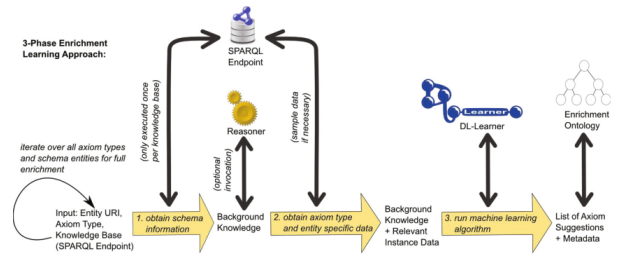 3-Phase Enrichment
Learning Approach:
SPARQL
Endpoint
(only executed once
per knowledge base)
Reasoner
(optional
invocation)
(sample data
if necessary)
Learner
DL-Learner
Enrichment
Ontology
iterate over all axiom types
and schema entities for full
enrichment
Input: Entity URI,
Axiom Type,
Knowledge Base
(SPARQL Endpoint)
1. obtain schema
information
Background
Knowledge
2. obtain axiom type
and entity specific data
Background
Knowledge
+ Relevant
Instance Data
3. run machine learning
algorithm
List of Axiom
Suggestions
+ Metadata